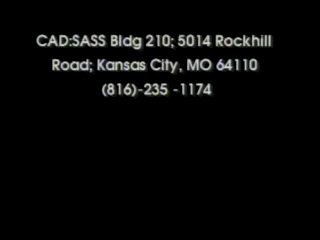 CAD:SASS Bldg 210; 5014 Rockhill
Road; Kansas City, MO 64110
(816)-235 -1174